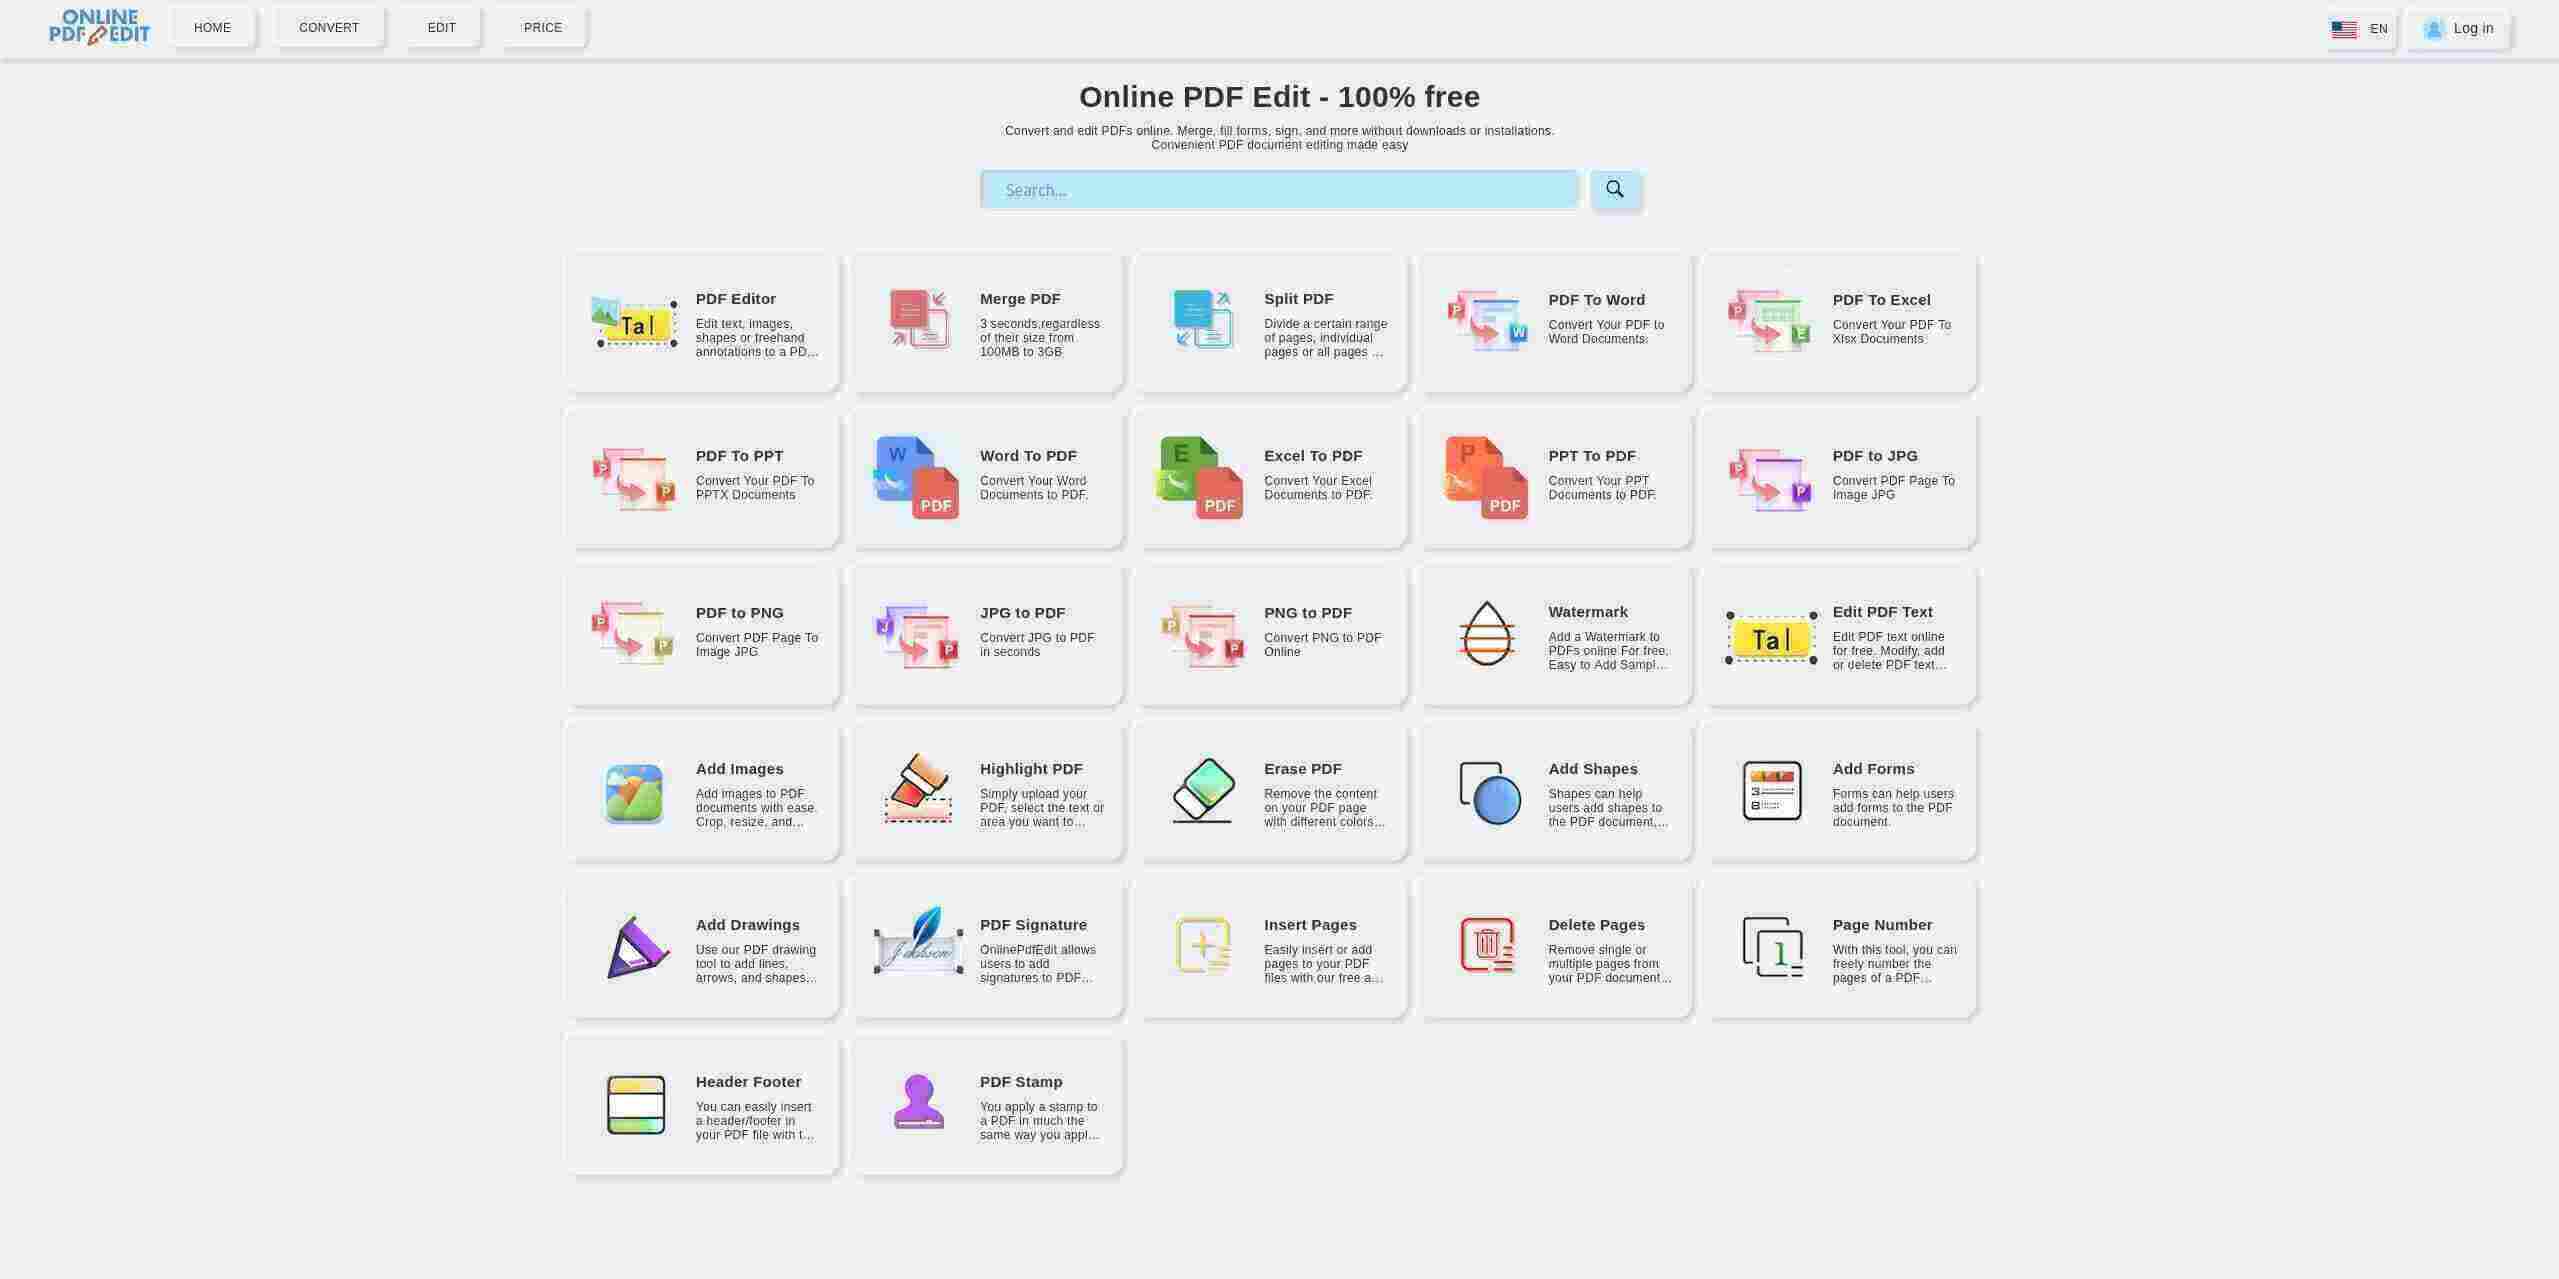 ONLINE
PDF EDIT
HOME
CONVERT
EDIT
PRICE
EN
Log in
Online PDF Edit - 100% free
Convert and edit PDFs online. Merge, fill forms, sign, and more without downloads or installations.
Convenient PDF document editing made easy
Search...
Ta
PDF Editor
Edit text, images,
shapes or freehand
annotations to a PD...
Merge PDF
3 seconds,regardless
of their size from
100MB to 3GB
Split PDF
Divide a certain range
of pages, individual
pages or all pages ...
P
W
PDF To Word
Convert Your PDF to
Word Documents.
P
E
PDF To Excel
Convert Your PDF To
Xlsx Documents
P
P
PDF To PPT
Convert Your PDF To
PPTX Documents
W
PDF
Word To PDF
Convert Your Word
Documents to PDF.
E
PDF
Excel To PDF
Convert Your Excel
Documents to PDF.
P
PDF
PPT To PDF
Convert Your PPT
Documents to PDF.
P
P
PDF to JPG
Convert PDF Page To
Image JPG
P
P
PDF to PNG
Convert PDF Page To
Image JPG
J
P
JPG to PDF
Convert JPG to PDF
in seconds
P
P
PNG to PDF
Convert PNG to PDF
Online
Watermark
Add a Watermark to
PDFs online For free,
Easy to Add Sampl...
Ta
Edit PDF Text
Edit PDF text online
for free. Modify, add
or delete PDF text...
Add Images
Add images to PDF
documents with ease.
Crop, resize, and...
Highlight PDF
Simply upload your
PDF, select the text or
area you want to...
Erase PDF
Remove the content
on your PDF page
with different colors...
Add Shapes
Shapes can help
users add shapes to
the PDF document,...
3
8
Add Forms
Forms can help users
add forms to the PDF
document.
Add Drawings
Use our PDF drawing
tool to add lines,
arrows, and shapes...
Jackson
PDF Signature
OnlinePdfEdit allows
users to add
signatures to PDF...
Insert Pages
Easily insert or add
pages to your PDF
files with our free a...
Delete Pages
Remove single or
multiple pages from
your PDF document...
1
Page Number
With this tool, you can
freely number the
pages of a PDF...
Header Footer
You can easily insert
a header/footer in
your PDF file with t...
PDF Stamp
You apply a stamp to
a PDF in much the
same way you appl...